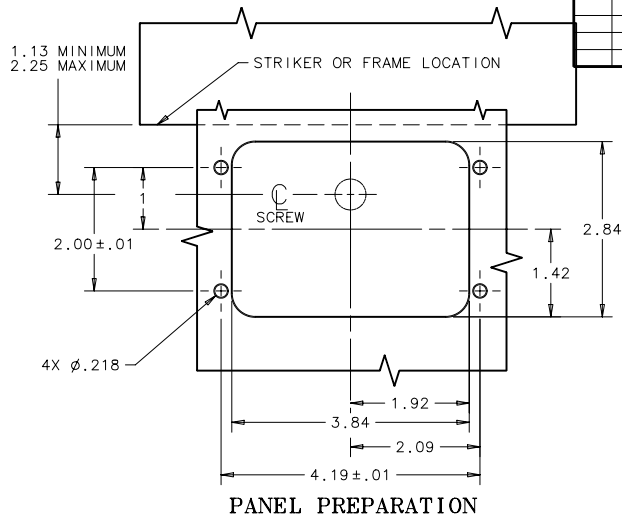 1.13 MINIMUM
2.25 MAXIMUM
STRIKER OR FRAME LOCATION
1
℄
SCREW
2.00±.01
2.84
1.42
4X ⌀.218
1.92
3.84
2.09
4.19±.01
PANEL PREPARATION